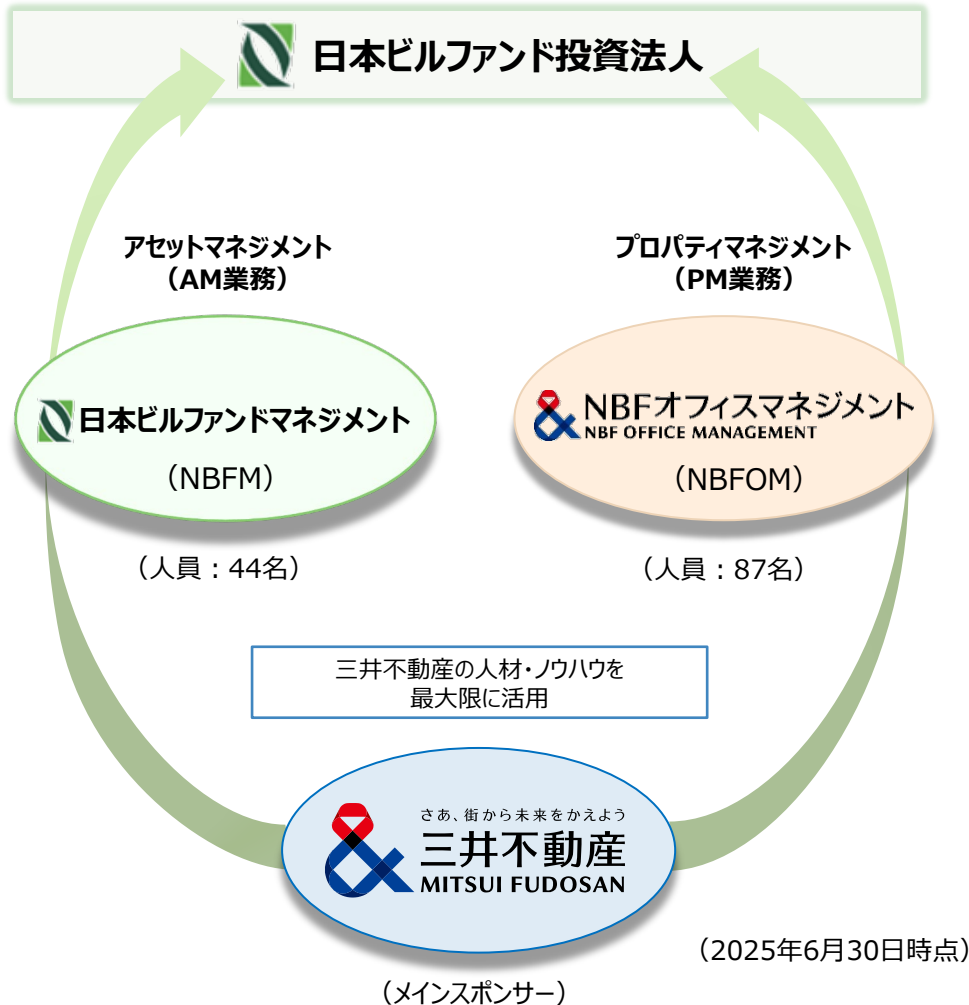 日本ビルファンド投資法人
アセットマネジメント
（AM業務）
プロパティマネジメント
（PM業務）
日本ビルファンドマネジメント
（NBFM）
NBFオフィスマネジメント
NBF OFFICE MANAGEMENT
（NBFOM）
（人員：44名）
（人員：87名）
三井不動産の人材・ノウハウを
最大限に活用
さあ、街から未来をかえよう
三井不動産
MITSUI FUDOSAN
（2025年6月30日時点）
（メインスポンサー）